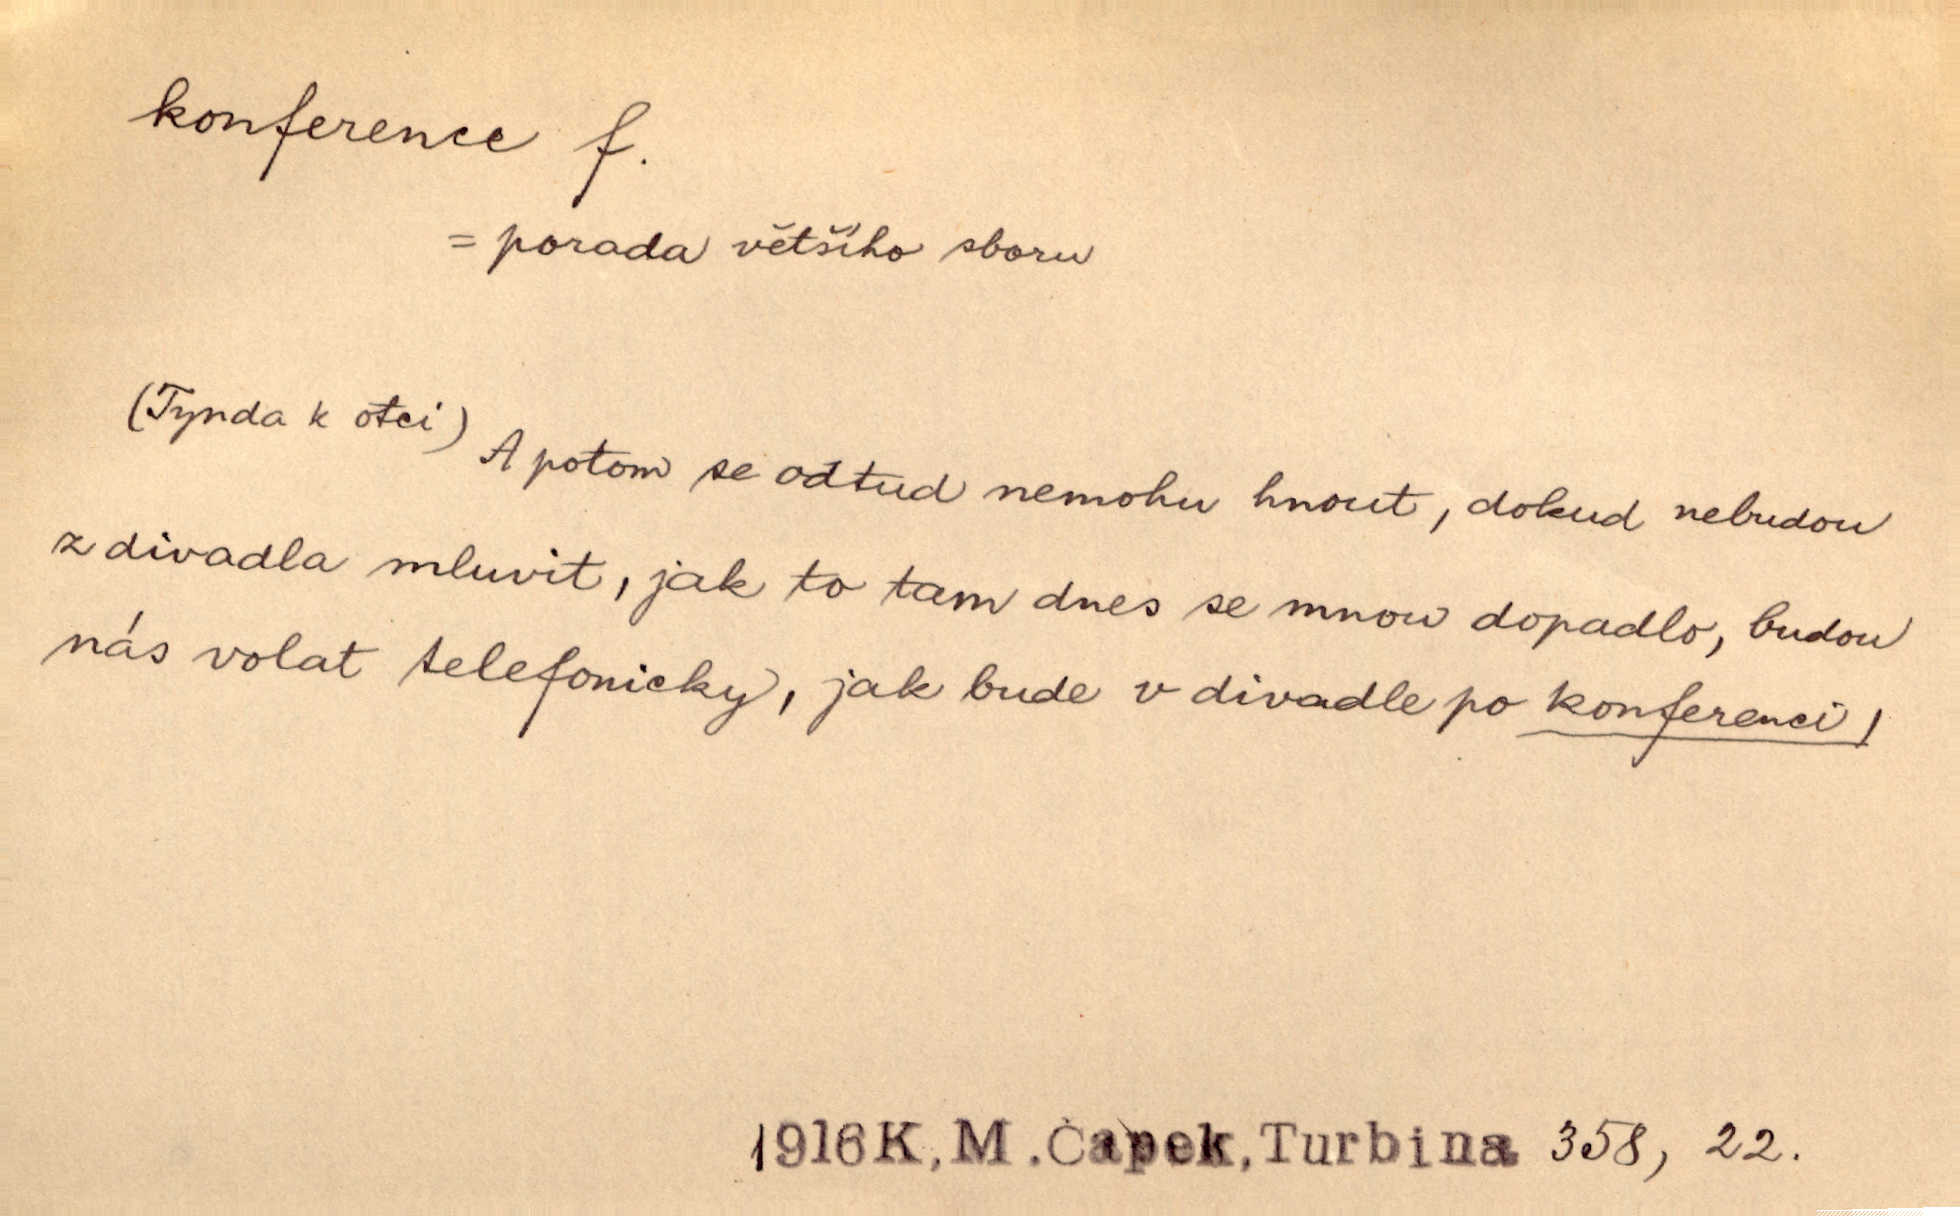 konference f.
= porada většího sboru
(Tynda k otci) A potom se odtud nemohu hnout, dokud nebudou
z divadla mluvit, jak to tam dnes se mnou dopadlo, budou
nás volat telefonicky, jak bude v divadle po konferenci,
1916 K, M. Čapek, Turbina 358, 22.